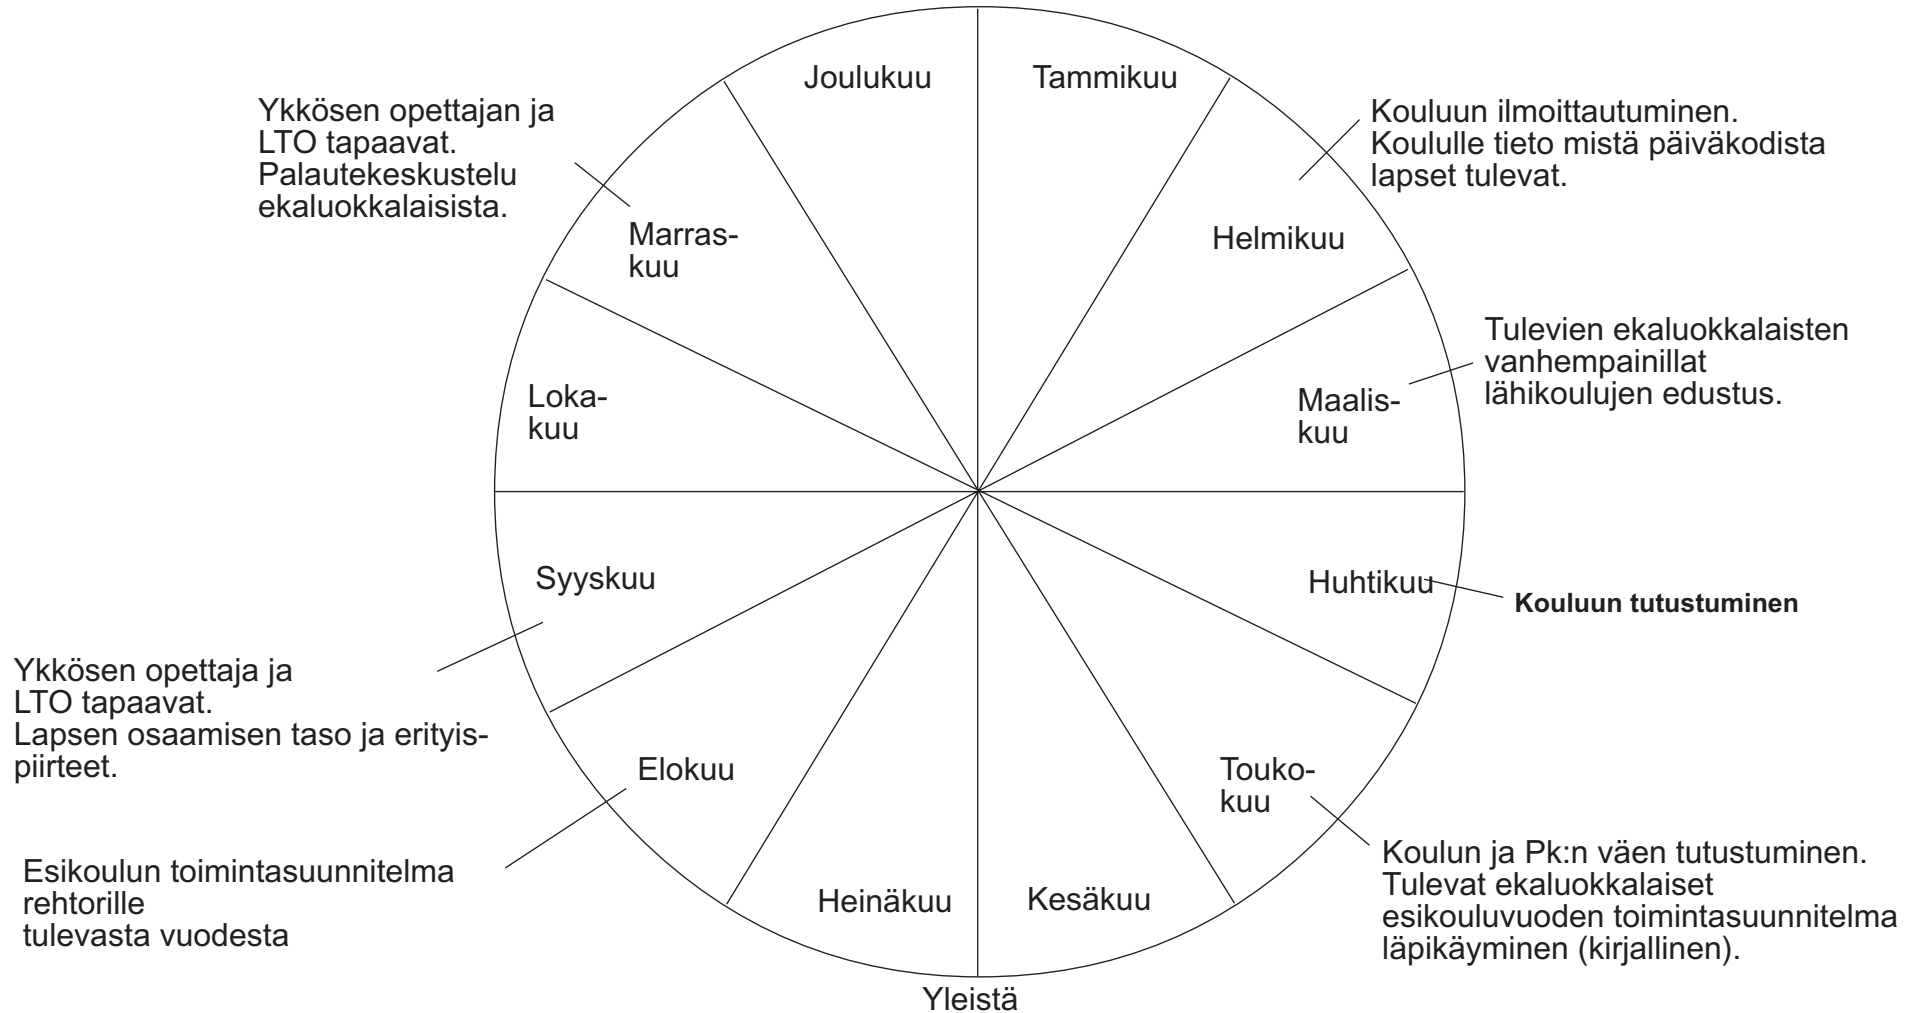 Joulukuu
Tammikuu
Kouluun ilmoittautuminen.
Koululle tieto mistä päiväkodista
lapset tulevat.
Helmikuu
Tulevien ekaluokkalaisten
vanhempainillat
lähikoulujen edustus.
Maalis-
kuu
Huhtikuu
Kouluun tutustuminen
Touko-
kuu
Koulun ja Pk:n väen tutustuminen.
Tulevat ekaluokkalaiset
esikouluvuoden toimintasuunnitelma
läpikäyminen (kirjallinen).
Kesäkuu
Heinäkuu
Elokuu
Esikoulun toimintasuunnitelma
rehtorille
tulevasta vuodesta
Syyskuu
Ykkösen opettaja ja
LTO tapaavat.
Lapsen osaamisen taso ja erityis-
piirteet.
Loka-
kuu
Marras-
kuu
Ykkösen opettajan ja
LTO tapaavat.
Palautekeskustelu
ekaluokkalaisista.
Yleistä